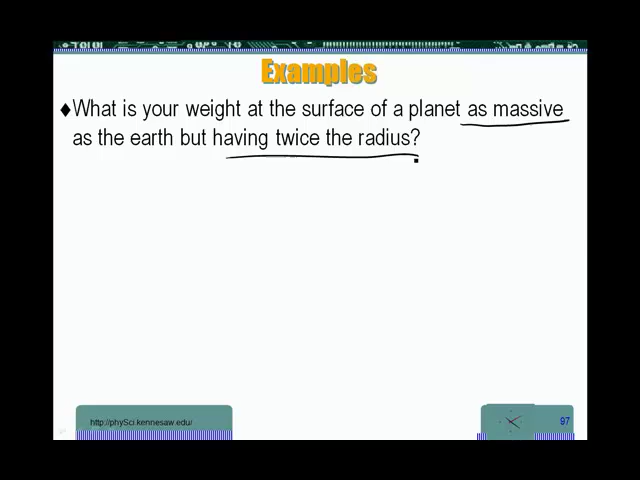 Examples
What is your weight at the surface of a planet as massive
as the earth but having twice the radius?
http://phySci.kennesaw.edu/
97